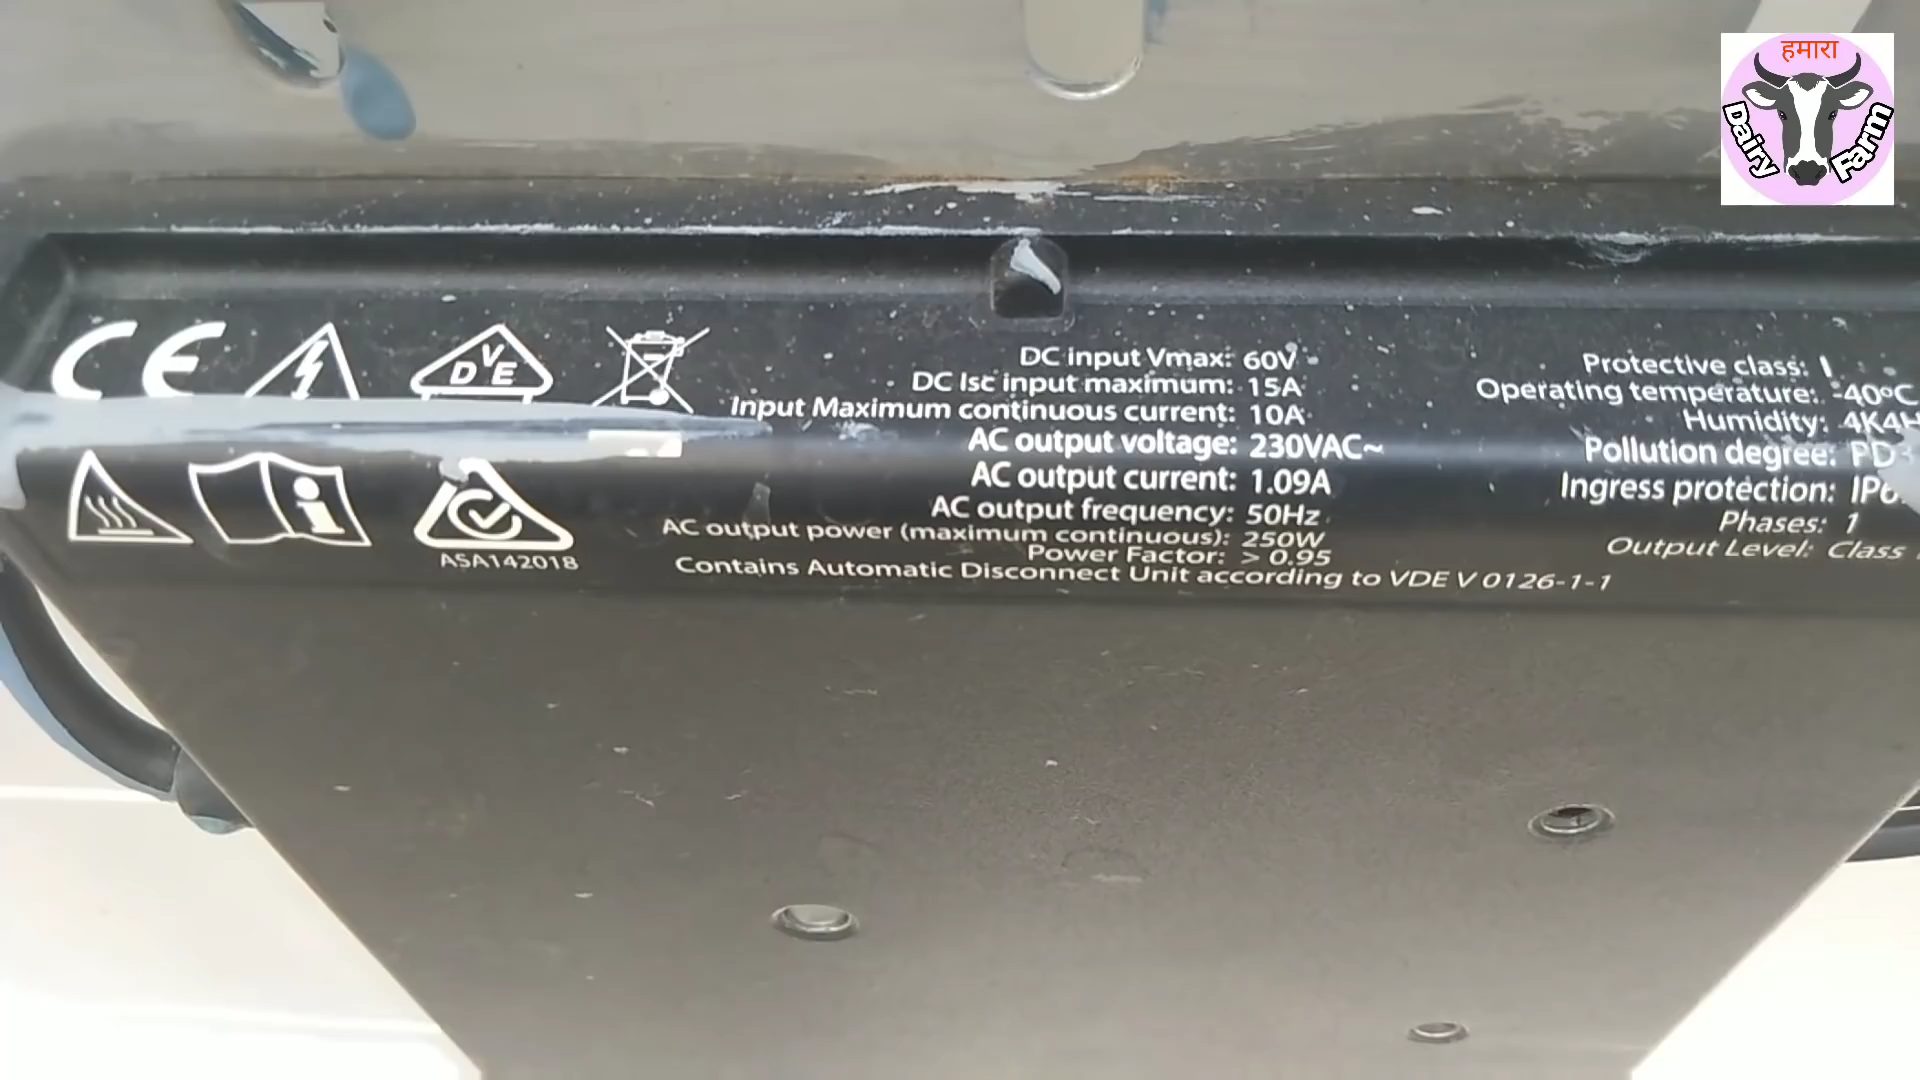 हमारा
Dairy Farm
CE
DVE
ASA142018
DC input Vmax: 60V
DC Isc input maximum: 15A
Input Maximum continuous current: 10A
AC output voltage: 230VAC~
AC output current: 1.09A
AC output frequency: 50Hz
AC output power (maximum continuous): 250W
Power Factor: > 0.95
Contains Automatic Disconnect Unit according to VDE V 0126-1-1
Protective class: I
Operating temperature: -40ºC
Humidity: 4K4H
Pollution degree: PD3
Ingress protection:
Phases: 1
Output Level: Class